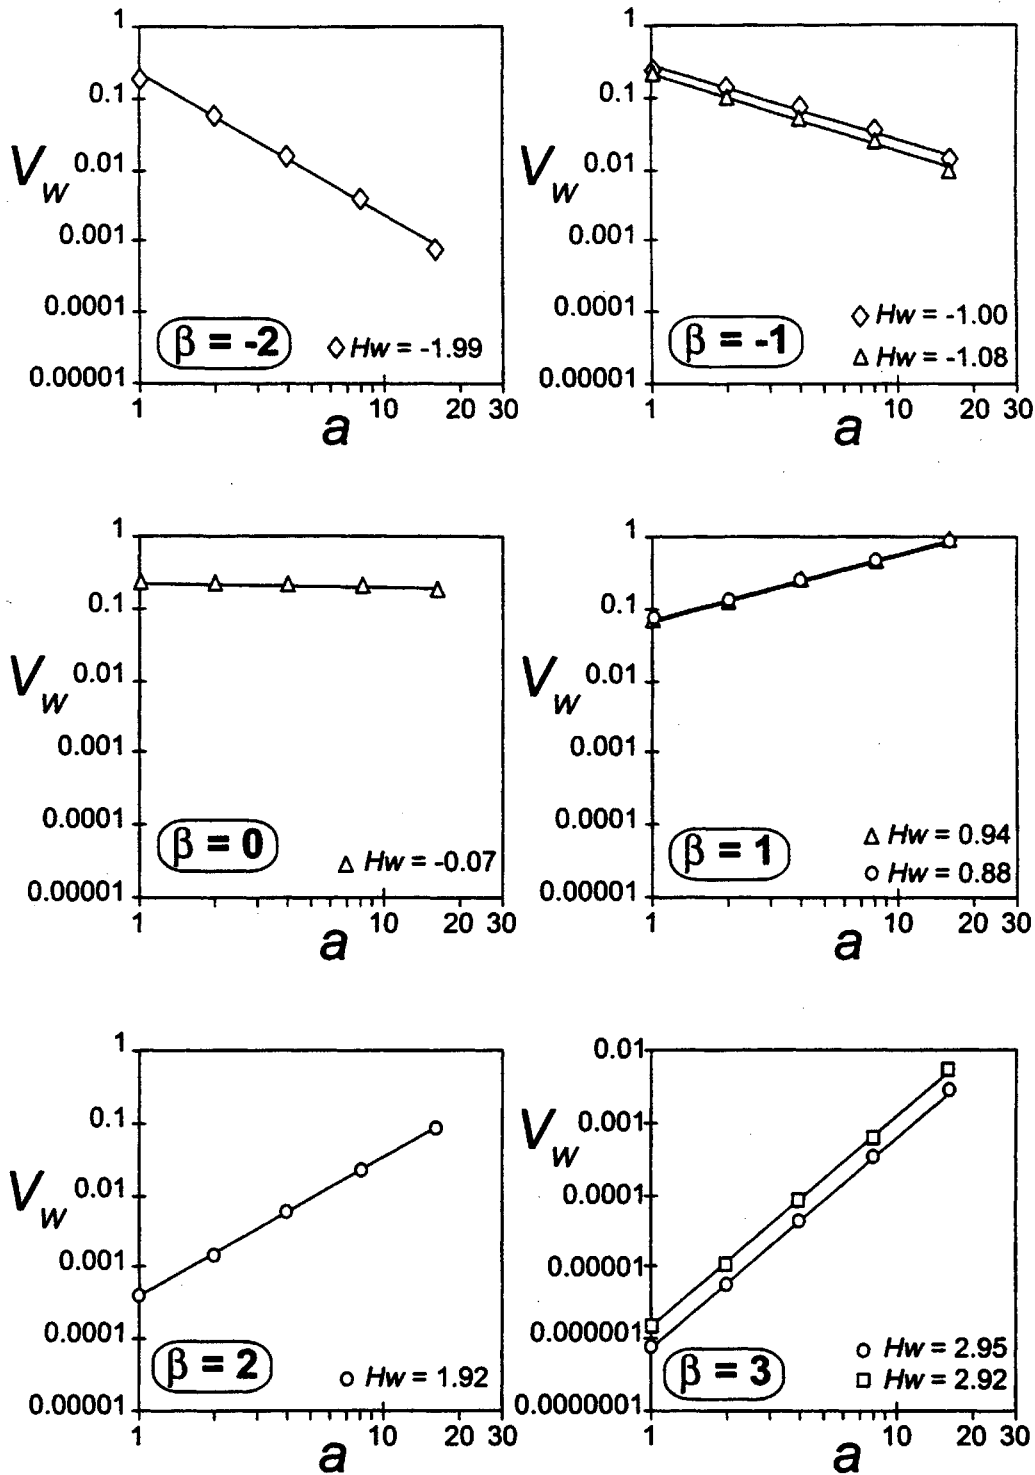 1
0.1
V_w 0.01
0.001
0.0001
0.00001
β = -2
◇ Hw = -1.99
1 10 20 30
a
1
0.1
V_w 0.01
0.001
0.0001
0.00001
β = -1
◇ Hw = -1.00
△ Hw = -1.08
1 10 20 30
a
1
0.1
V_w 0.01
0.001
0.0001
0.00001
β = 0
△ Hw = -0.07
1 10 20 30
a
1
0.1
V_w 0.01
0.001
0.0001
0.00001
β = 1
△ Hw = 0.94
○ Hw = 0.88
1 10 20 30
a
1
0.1
V_w 0.01
0.001
0.0001
0.00001
β = 2
○ Hw = 1.92
1 10 20 30
a
0.01
V_w 0.001
0.0001
0.00001
0.000001
0.0000001
β = 3
○ Hw = 2.95
□ Hw = 2.92
1 10 20 30
a